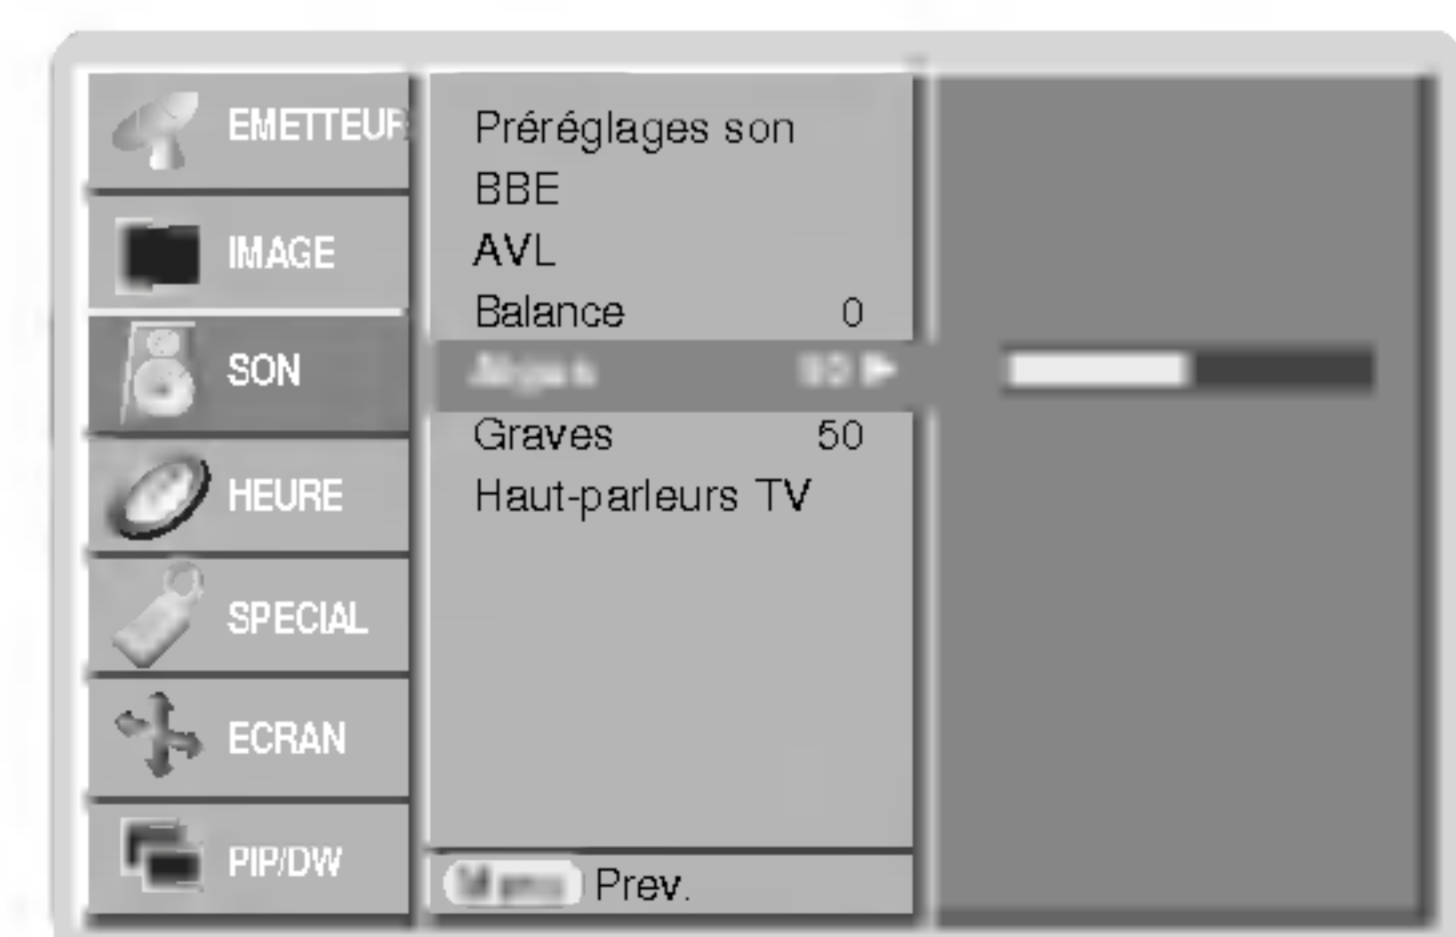 EMETTEUR
IMAGE
SON
HEURE
SPECIAL
ECRAN
PIP/DW
Préréglages son
BBE
AVL
Balance 0
Graves 50
Haut-parleurs TV
Menu Prev.